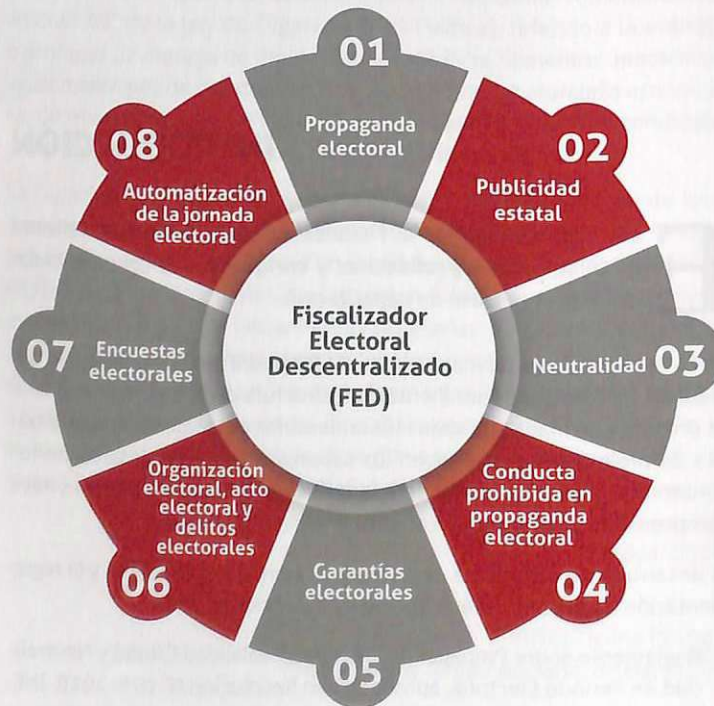 01
Propaganda
electoral
02
Publicidad
estatal
03
Neutralidad
04
Conducta
prohibida en
propaganda
electoral
05
Garantías
electorales
06
Organización
electoral, acto
electoral y
delitos
electorales
07
Encuestas
electorales
08
Automatización
de la jornada
electoral
Fiscalizador
Electoral
Descentralizado
(FED)